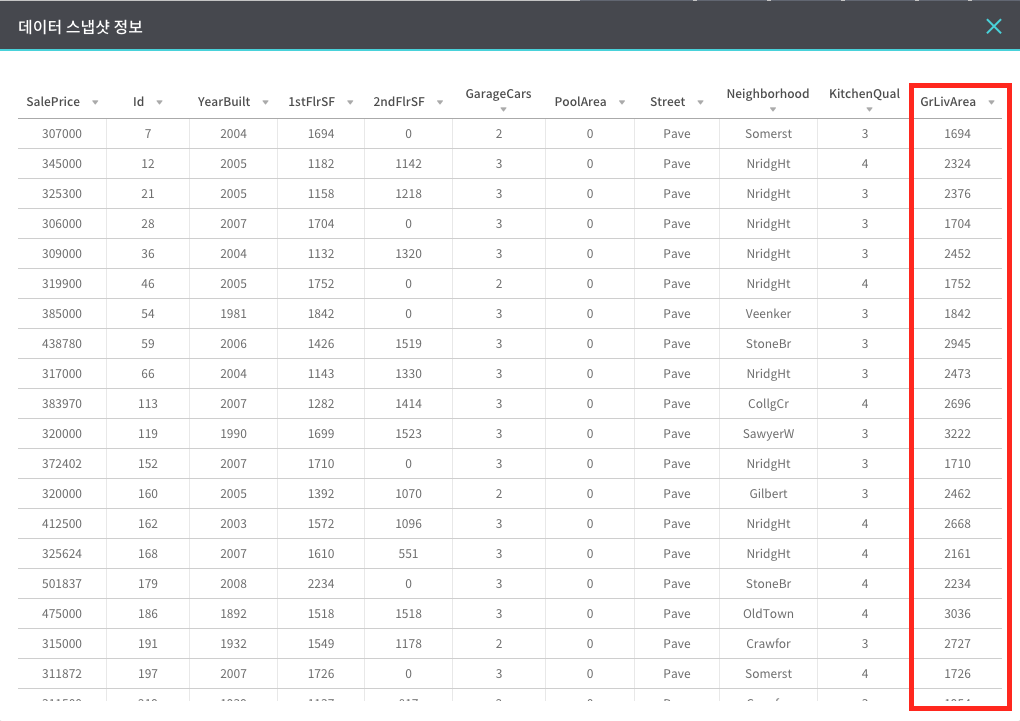 데이터 스냅샷 정보
SalePrice Id YearBuilt 1stFlrSF 2ndFlrSF GarageCars PoolArea Street Neighborhood KitchenQual GrLivArea
307000 7 2004 1694 0 2 0 Pave Somerst 3 1694
345000 12 2005 1182 1142 3 0 Pave NridgHt 4 2324
325300 21 2005 1158 1218 3 0 Pave NridgHt 3 2376
306000 28 2007 1704 0 3 0 Pave NridgHt 3 1704
309000 36 2004 1132 1320 3 0 Pave NridgHt 3 2452
319900 46 2005 1752 0 2 0 Pave NridgHt 4 1752
385000 54 1981 1842 0 3 0 Pave Veenker 3 1842
438780 59 2006 1426 1519 3 0 Pave StoneBr 3 2945
317000 66 2004 1143 1330 3 0 Pave NridgHt 3 2473
383970 113 2007 1282 1414 3 0 Pave CollgCr 4 2696
320000 119 1990 1699 1523 3 0 Pave SawyerW 3 3222
372402 152 2007 1710 0 3 0 Pave NridgHt 3 1710
320000 160 2005 1392 1070 2 0 Pave Gilbert 3 2462
412500 162 2003 1572 1096 3 0 Pave NridgHt 4 2668
325624 168 2007 1610 551 3 0 Pave NridgHt 4 2161
501837 179 2008 2234 0 3 0 Pave StoneBr 4 2234
475000 186 1892 1518 1518 3 0 Pave OldTown 4 3036
315000 191 1932 1549 1178 2 0 Pave Crawfor 3 2727
311872 197 2007 1726 0 3 0 Pave Somerst 4 1726